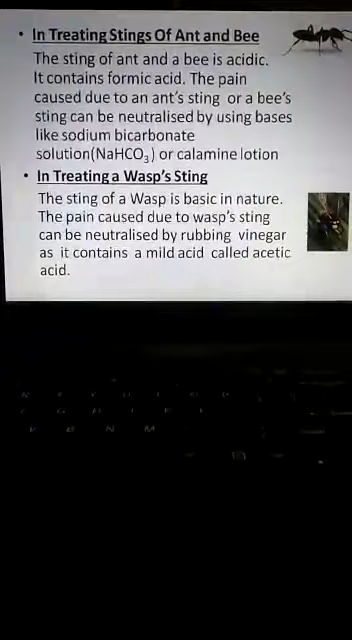 • In Treating Stings Of Ant and Bee
The sting of ant and a bee is acidic.
It contains formic acid. The pain
caused due to an ant's sting or a bee's
sting can be neutralised by using bases
like sodium bicarbonate
solution(NaHCO₃) or calamine lotion
• In Treating a Wasp's Sting
The sting of a Wasp is basic in nature.
The pain caused due to wasp's sting
can be neutralised by rubbing vinegar
as it contains a mild acid called acetic
acid.
V B N M